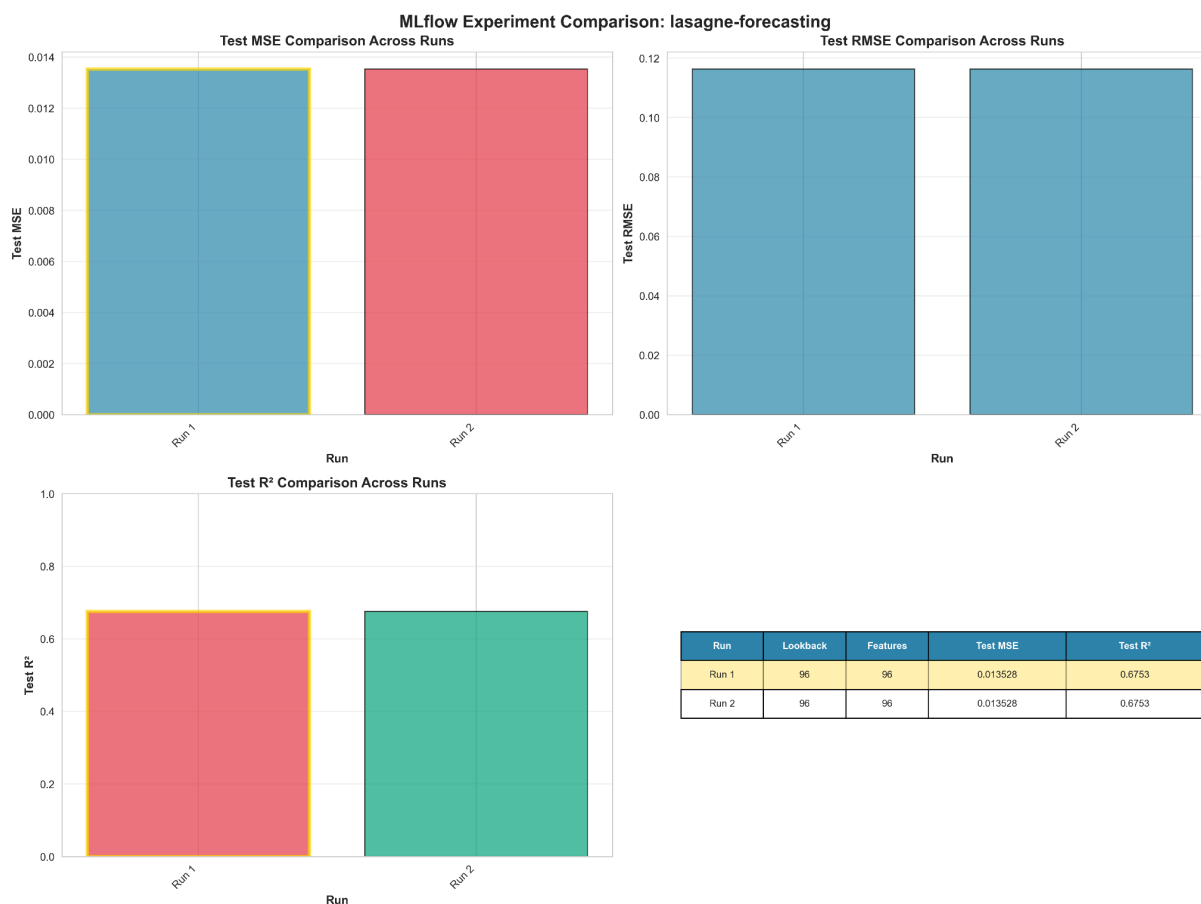 MLflow Experiment Comparison: lasagne-forecasting
Test MSE Comparison Across Runs
0.014
0.012
0.010
0.008
0.006
0.004
0.002
0.000
Test MSE
Run 1
Run 2
Run
Test RMSE Comparison Across Runs
0.12
0.10
0.08
0.06
0.04
0.02
0.00
Test RMSE
Run 1
Run 2
Run
Test R² Comparison Across Runs
1.0
0.8
0.6
0.4
0.2
0.0
Test R²
Run 1
Run 2
Run
Run Lookback Features Test MSE Test R²
Run 1 96 96 0.013528 0.6753
Run 2 96 96 0.013528 0.6753